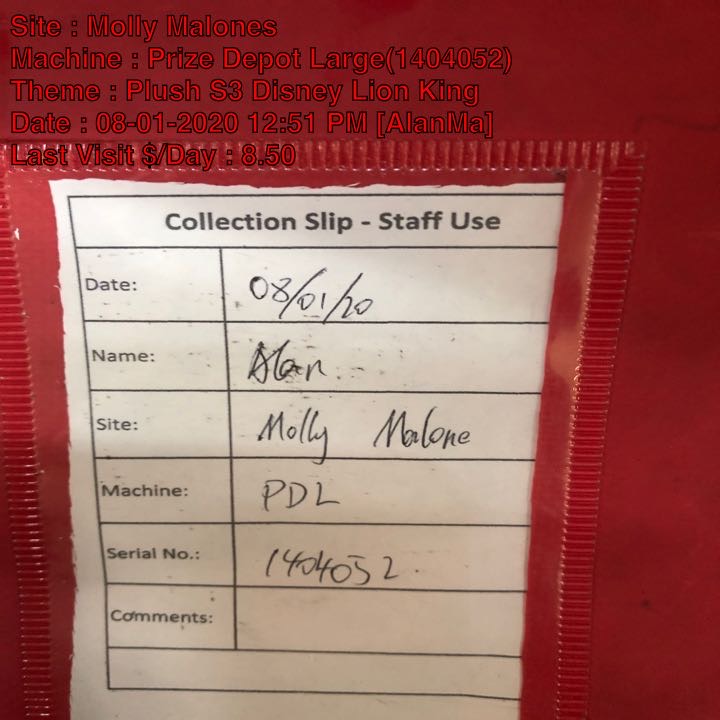 Site : Molly Malones
Machine : Prize Depot Large(1404052)
Theme : Plush S3 Disney Lion King
Date : 08-01-2020 12:51 PM [AlanMa]
Last Visit $/Day : 8.50
Collection Slip - Staff Use
Date: 08/01/20
Name: Alan
Site: Molly Malone
Machine: PDL
Serial No.: 1404052
Comments: